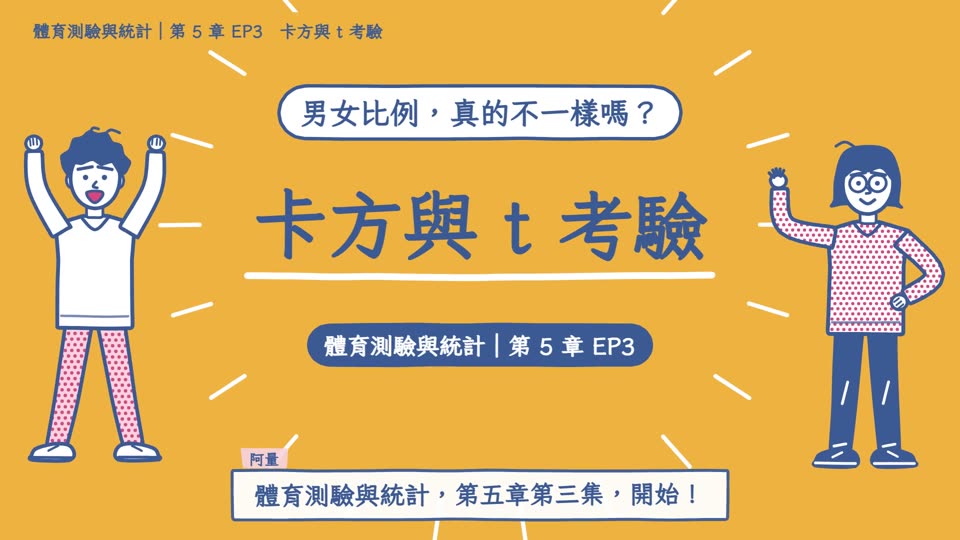 體育測驗與統計｜第 5 章 EP3　卡方與 t 考驗
男女比例，真的不一樣嗎？
卡方與 t 考驗
體育測驗與統計｜第 5 章 EP3
阿量
體育測驗與統計，第五章第三集，開始！